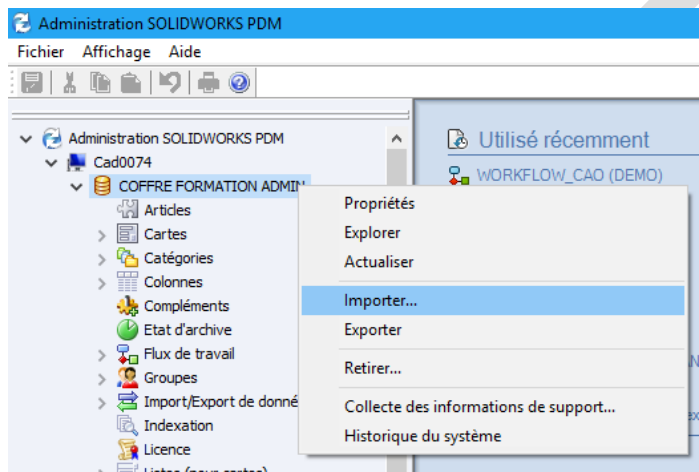 Administration SOLIDWORKS PDM
Fichier Affichage Aide
Administration SOLIDWORKS PDM
Cad0074
COFFRE FORMATION ADMIN
Articles
Cartes
Catégories
Colonnes
Compléments
Etat d'archive
Flux de travail
Groupes
Import/Export de donné
Indexation
Licence
Utilisé récemment
WORKFLOW_CAO (DEMO)
Propriétés
Explorer
Actualiser
Importer...
Exporter
Retirer...
Collecte des informations de support...
Historique du système